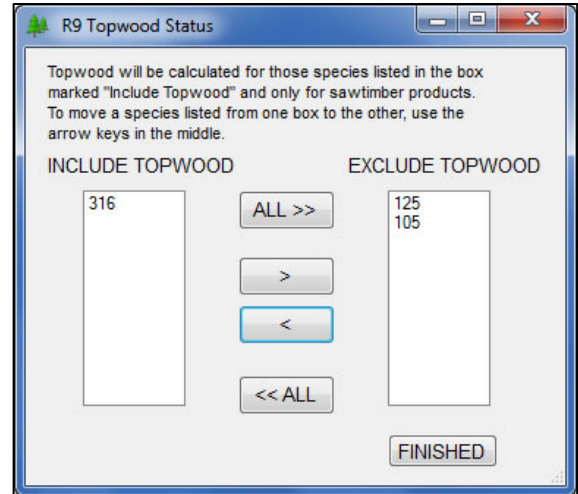 R9 Topwood Status
Topwood will be calculated for those species listed in the box
marked "Include Topwood" and only for sawtimber products.
To move a species listed from one box to the other, use the
arrow keys in the middle.
INCLUDE TOPWOOD
EXCLUDE TOPWOOD
316
ALL >>
>
<
<< ALL
125
105
FINISHED